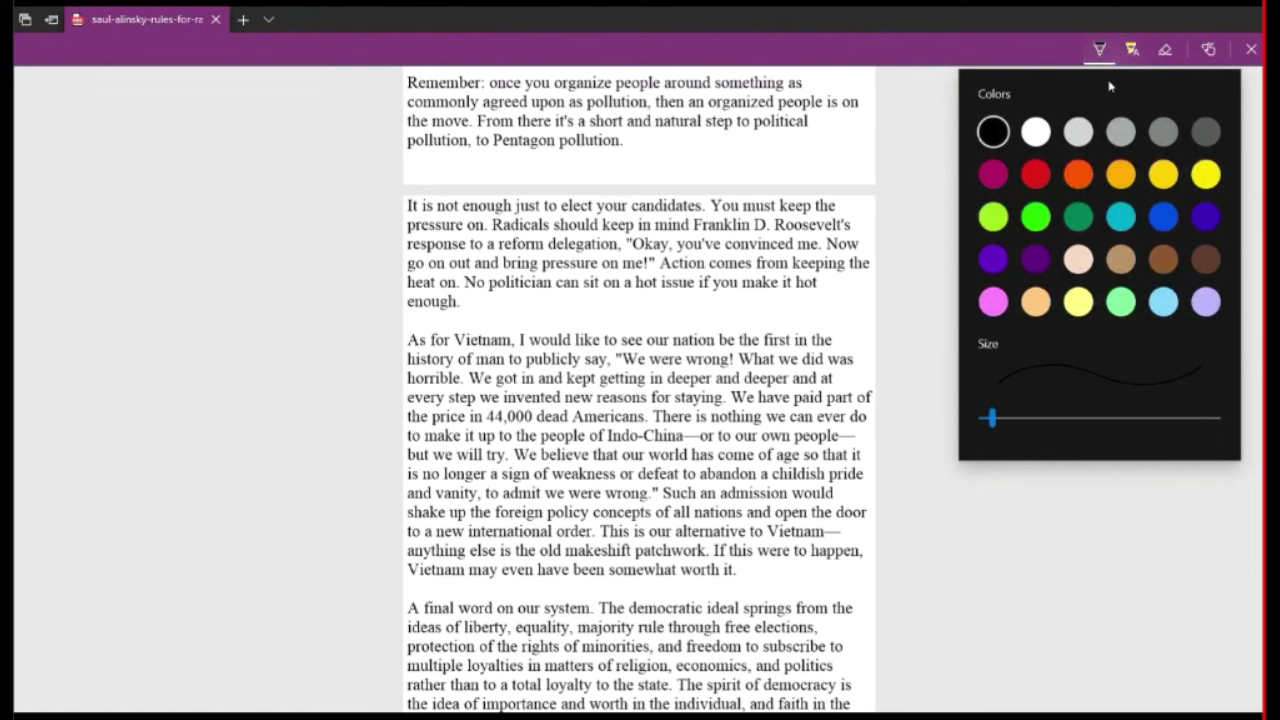 saul-alinsky-rules-for-ra
Colors
Size
Remember: once you organize people around something as
commonly agreed upon as pollution, then an organized people is on
the move. From there it's a short and natural step to political
pollution, to Pentagon pollution.
It is not enough just to elect your candidates. You must keep the
pressure on. Radicals should keep in mind Franklin D. Roosevelt's
response to a reform delegation, "Okay, you've convinced me. Now
go on out and bring pressure on me!" Action comes from keeping the
heat on. No politician can sit on a hot issue if you make it hot
enough.
As for Vietnam, I would like to see our nation be the first in the
history of man to publicly say, "We were wrong! What we did was
horrible. We got in and kept getting in deeper and deeper and at
every step we invented new reasons for staying. We have paid part of
the price in 44,000 dead Americans. There is nothing we can ever do
to make it up to the people of Indo-China—or to our own people—
but we will try. We believe that our world has come of age so that it
is no longer a sign of weakness or defeat to abandon a childish pride
and vanity, to admit we were wrong." Such an admission would
shake up the foreign policy concepts of all nations and open the door
to a new international order. This is our alternative to Vietnam—
anything else is the old makeshift patchwork. If this were to happen,
Vietnam may even have been somewhat worth it.
A final word on our system. The democratic ideal springs from the
ideas of liberty, equality, majority rule through free elections,
protection of the rights of minorities, and freedom to subscribe to
multiple loyalties in matters of religion, economics, and politics
rather than to a total loyalty to the state. The spirit of democracy is
the idea of importance and worth in the individual, and faith in the